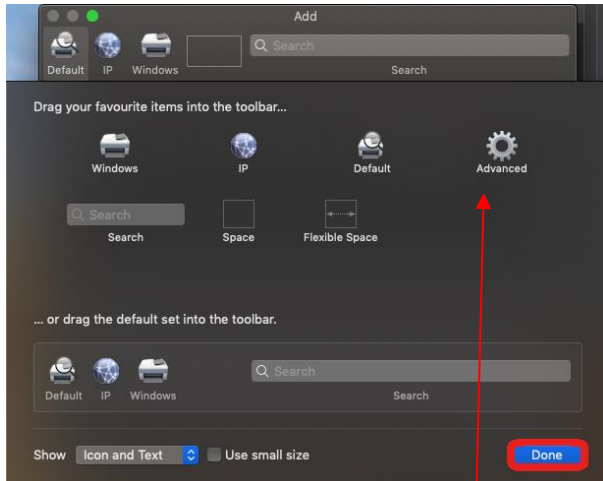 Add
Search
Default IP Windows Search
Drag your favourite items into the toolbar...
Windows IP Default Advanced
Search
Search Space Flexible Space
... or drag the default set into the toolbar.
Search
Default IP Windows Search
Show Icon and Text Use small size Done